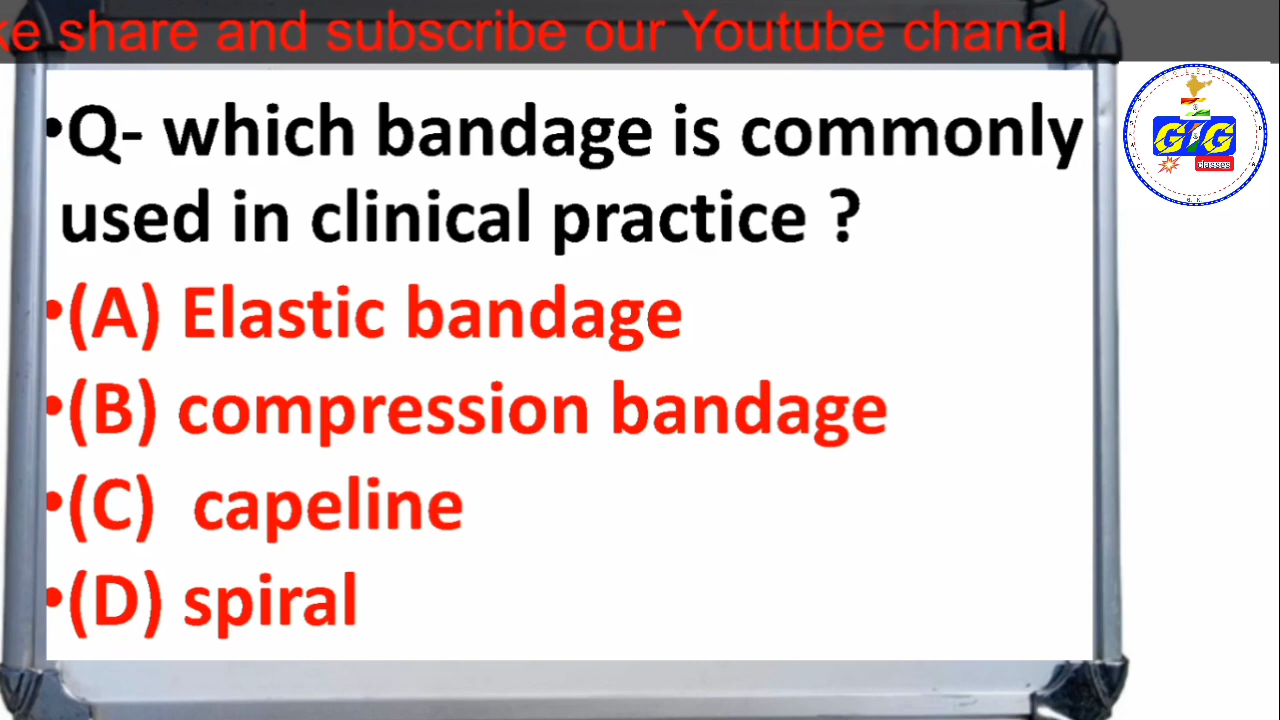 ke share and subscribe our Youtube chanal
•Q- which bandage is commonly
used in clinical practice ?
•(A) Elastic bandage
•(B) compression bandage
•(C) capeline
•(D) spiral
GIG
classes